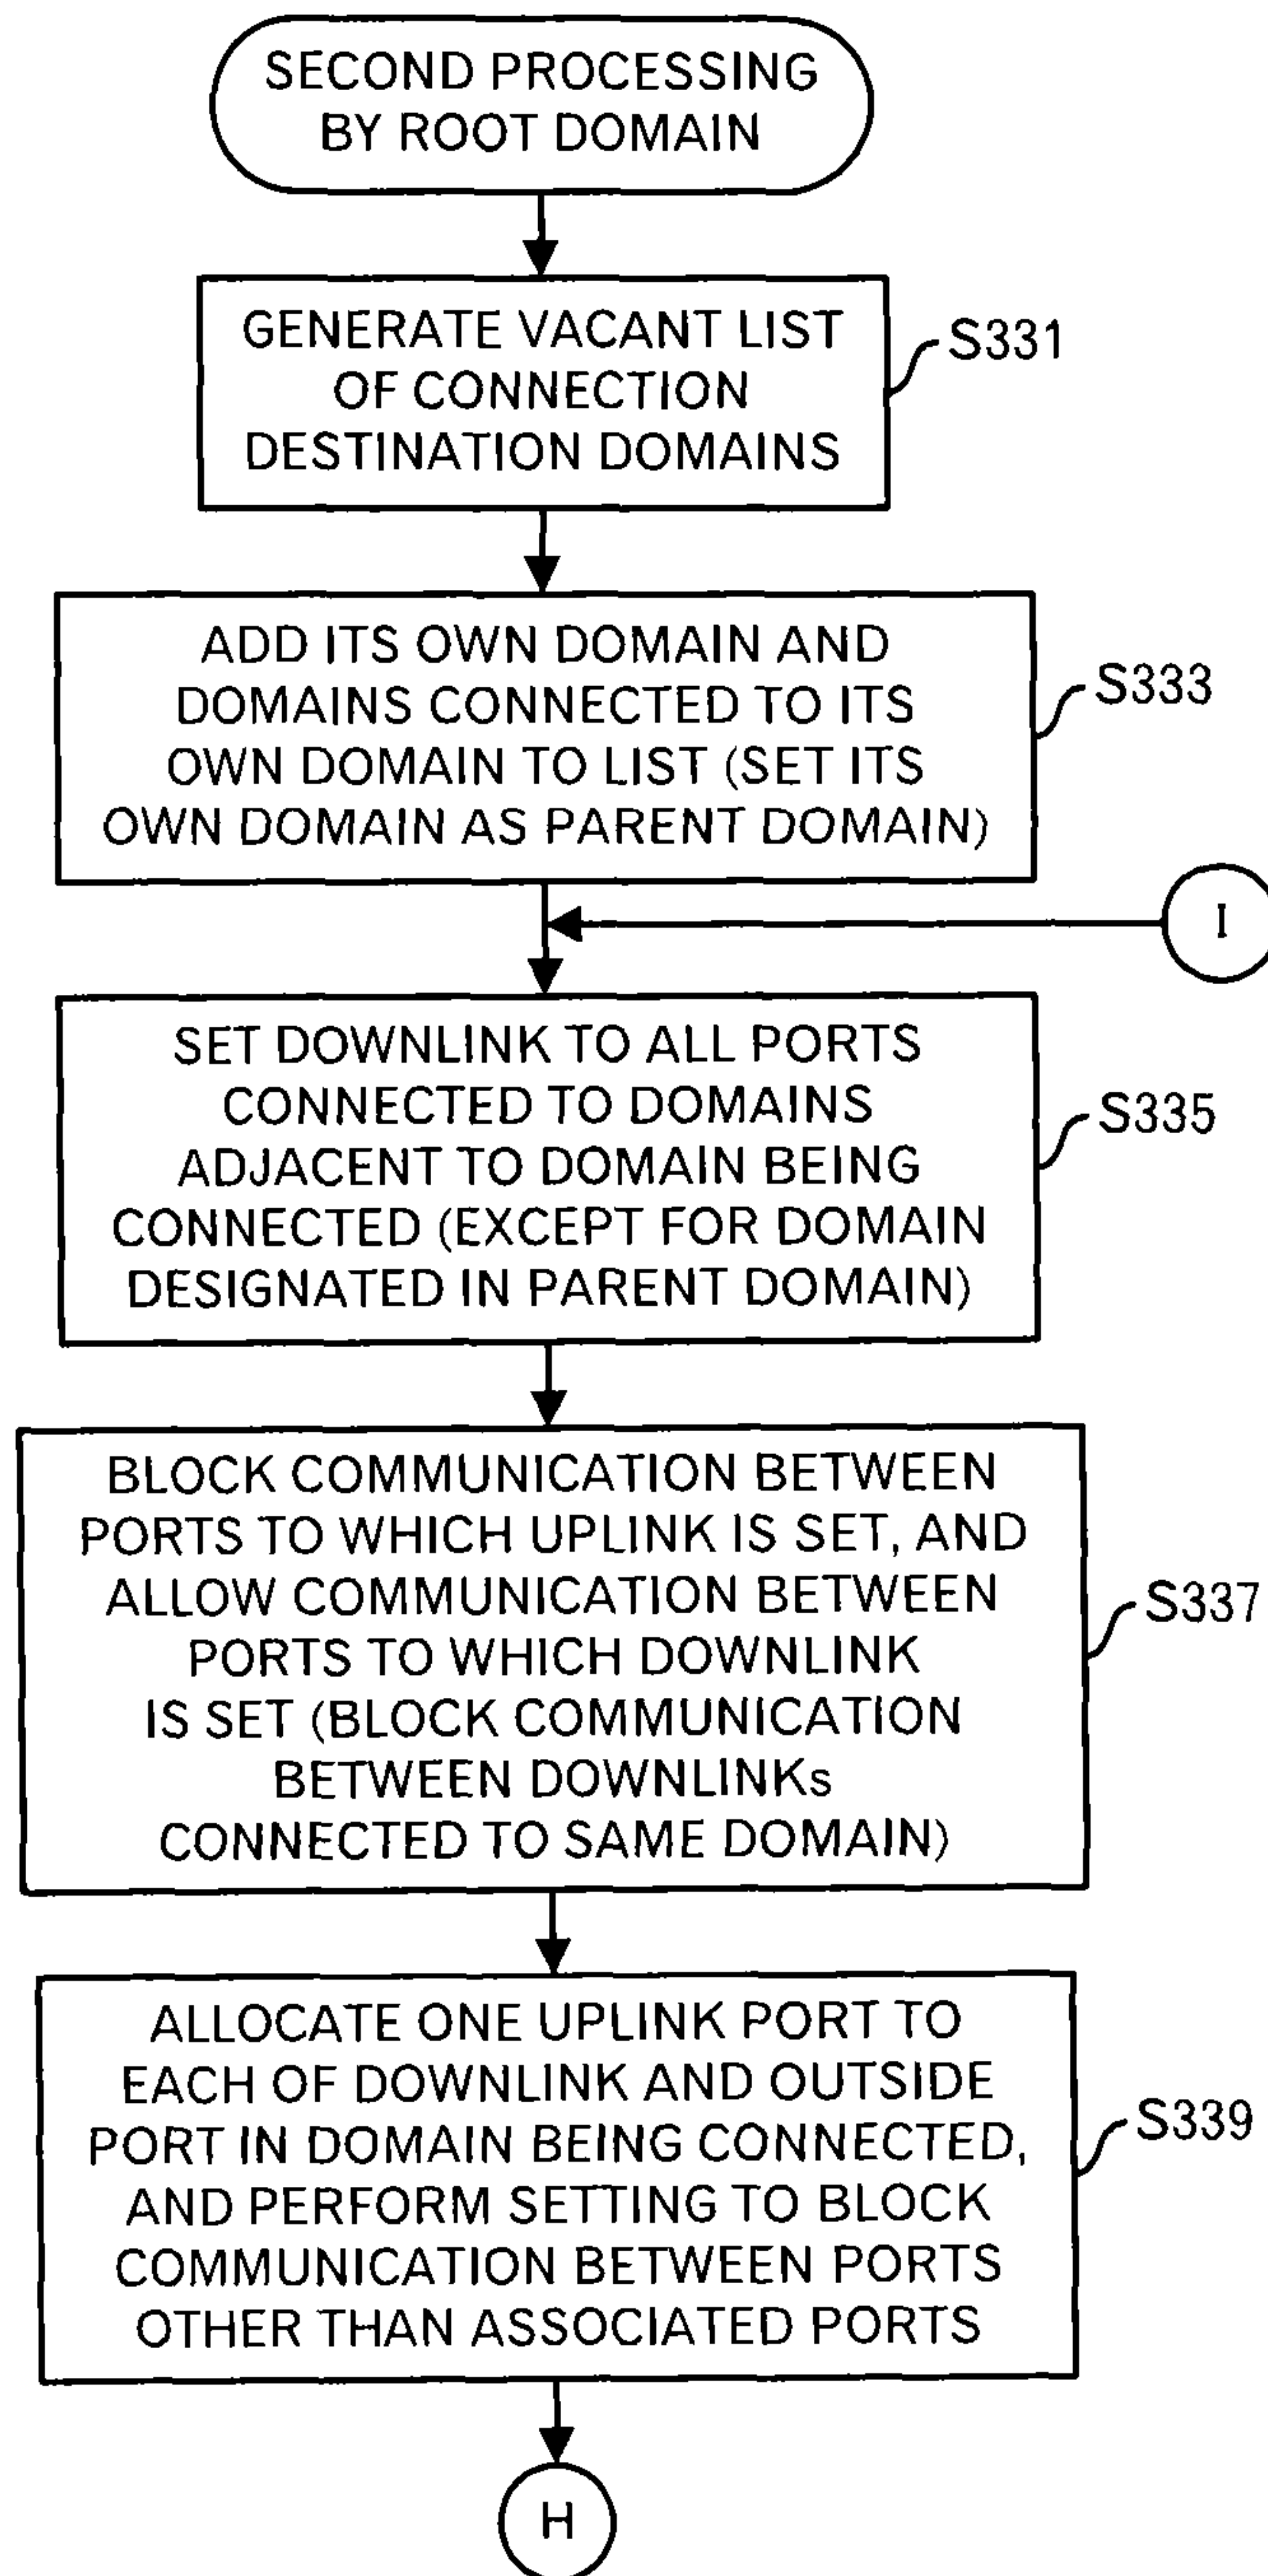 SECOND PROCESSING
BY ROOT DOMAIN
GENERATE VACANT LIST
OF CONNECTION
DESTINATION DOMAINS
S331
ADD ITS OWN DOMAIN AND
DOMAINS CONNECTED TO ITS
OWN DOMAIN TO LIST (SET ITS
OWN DOMAIN AS PARENT DOMAIN)
S333
I
SET DOWNLINK TO ALL PORTS
CONNECTED TO DOMAINS
ADJACENT TO DOMAIN BEING
CONNECTED (EXCEPT FOR DOMAIN
DESIGNATED IN PARENT DOMAIN)
S335
BLOCK COMMUNICATION BETWEEN
PORTS TO WHICH UPLINK IS SET, AND
ALLOW COMMUNICATION BETWEEN
PORTS TO WHICH DOWNLINK
IS SET (BLOCK COMMUNICATION
BETWEEN DOWNLINKs
CONNECTED TO SAME DOMAIN)
S337
ALLOCATE ONE UPLINK PORT TO
EACH OF DOWNLINK AND OUTSIDE
PORT IN DOMAIN BEING CONNECTED,
AND PERFORM SETTING TO BLOCK
COMMUNICATION BETWEEN PORTS
OTHER THAN ASSOCIATED PORTS
S339
H